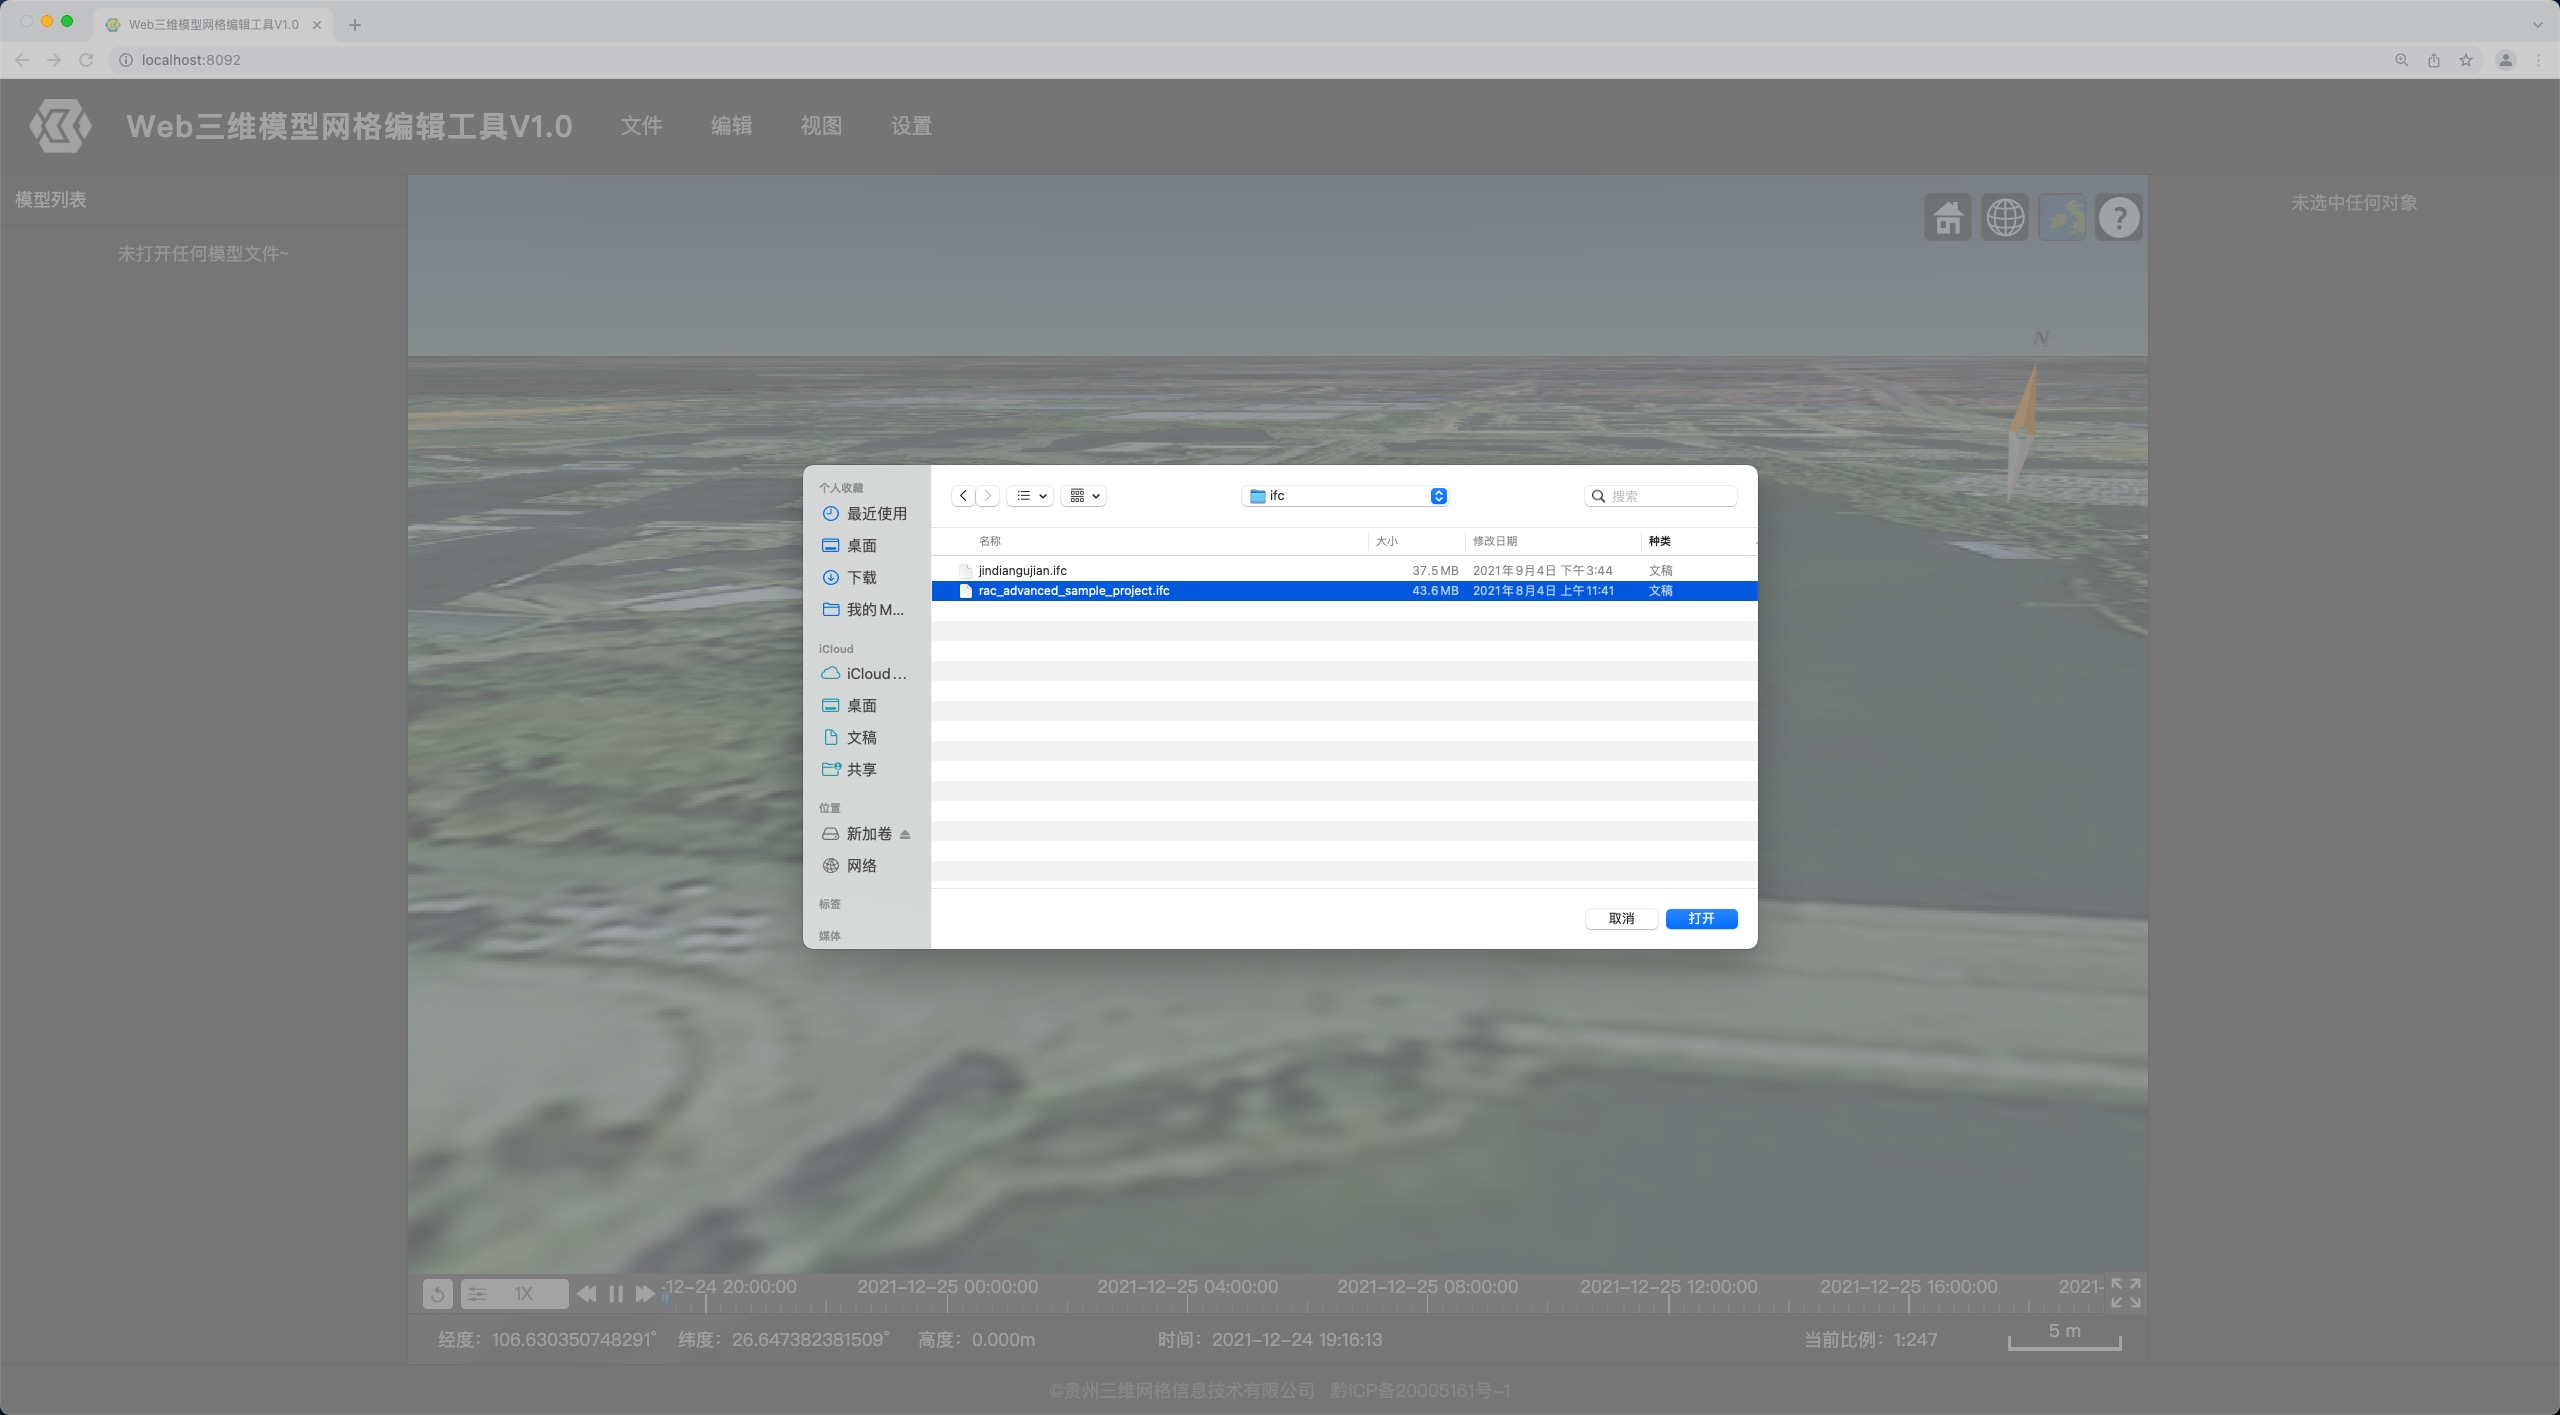 Web三维模型网格编辑工具V1.0
localhost:8092
Web三维模型网格编辑工具V1.0 文件 编辑 视图 设置
模型列表
未打开任何模型文件~
未选中任何对象
?
N
个人收藏
最近使用
桌面
下载
我的 M...
iCloud
iCloud...
桌面
文稿
共享
位置
新加卷
网络
标签
媒体
ifc
搜索
名称 大小 修改日期 种类
jindiangujian.ifc 37.5 MB 2021年9月4日 下午3:44 文稿
rac_advanced_sample_project.ifc 43.6 MB 2021年8月4日 上午11:41 文稿
取消 打开
1X
12-24 20:00:00 2021-12-25 00:00:00 2021-12-25 04:00:00 2021-12-25 08:00:00 2021-12-25 12:00:00 2021-12-25 16:00:00 2021-
经度：106.630350748291° 纬度：26.647382381509° 高度：0.000m 时间：2021-12-24 19:16:13 当前比例：1:247 5 m
©贵州三维网格信息技术有限公司 黔ICP备20005161号-1